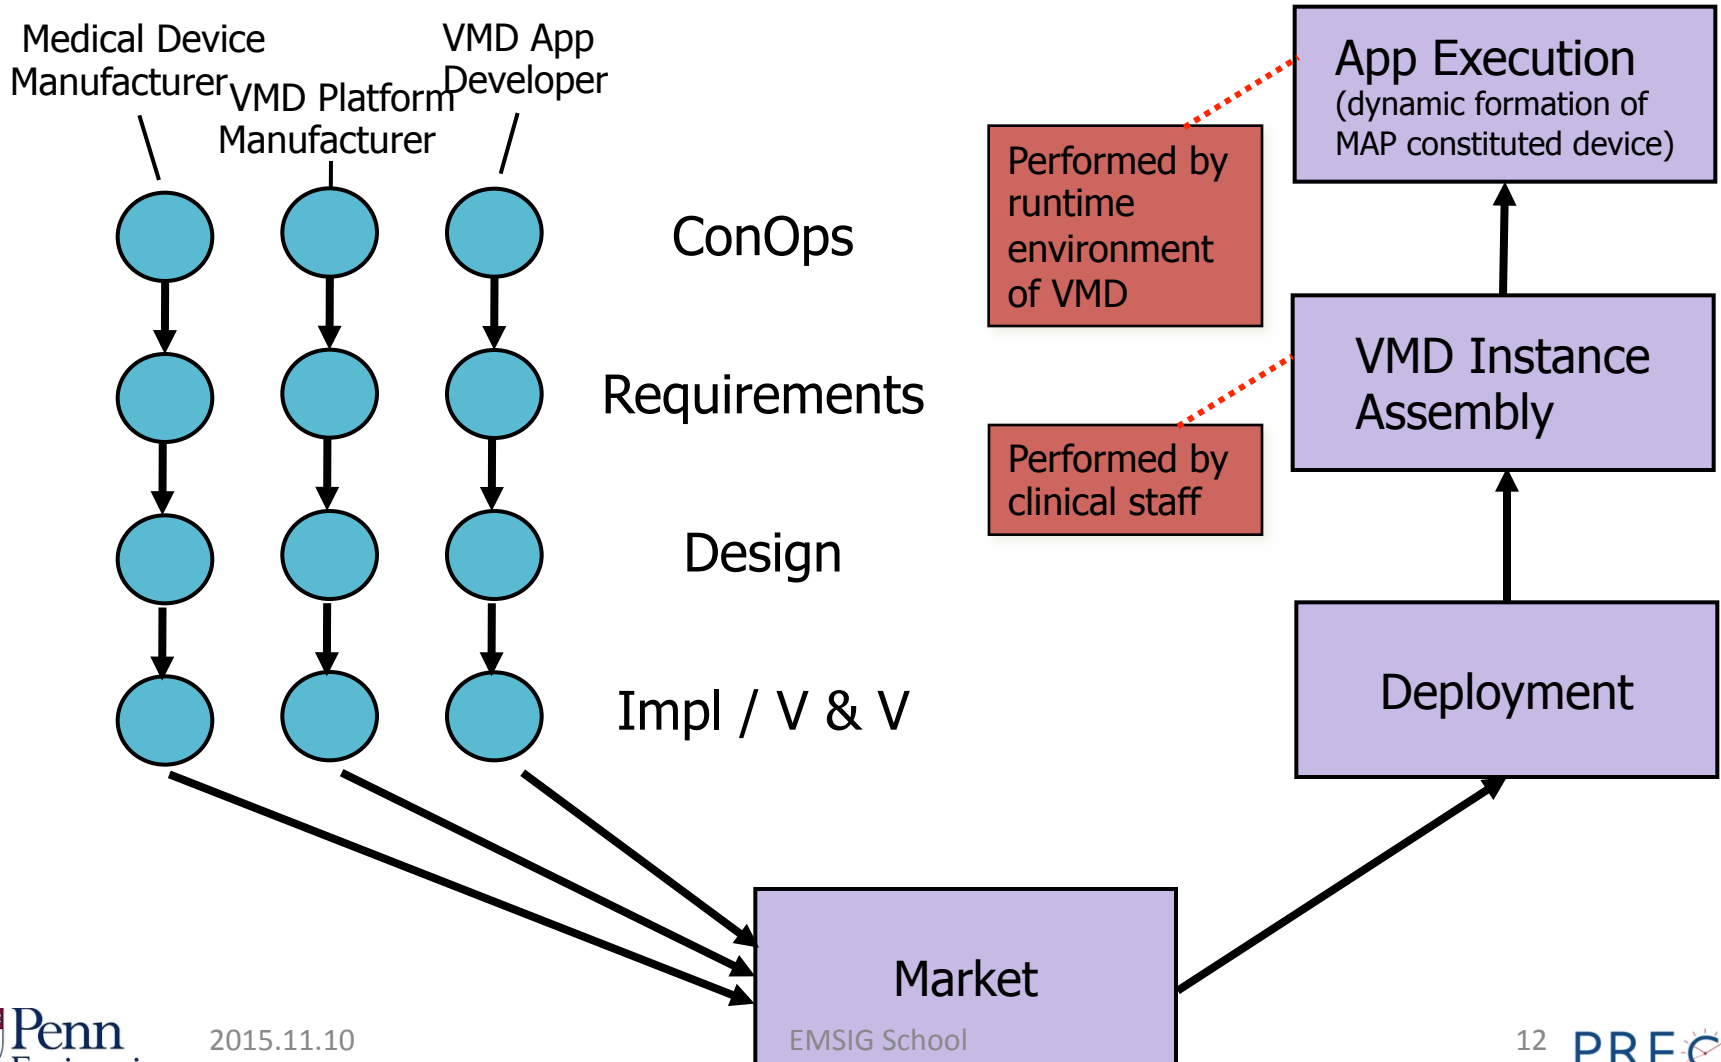 Medical Device
Manufacturer
VMD Platform
Manufacturer
VMD App
Developer
ConOps
Requirements
Design
Impl / V & V
Performed by
runtime
environment
of VMD
Performed by
clinical staff
App Execution
(dynamic formation of
MAP constituted device)
VMD Instance
Assembly
Deployment
Market
Penn
2015.11.10
EMSIG School
12